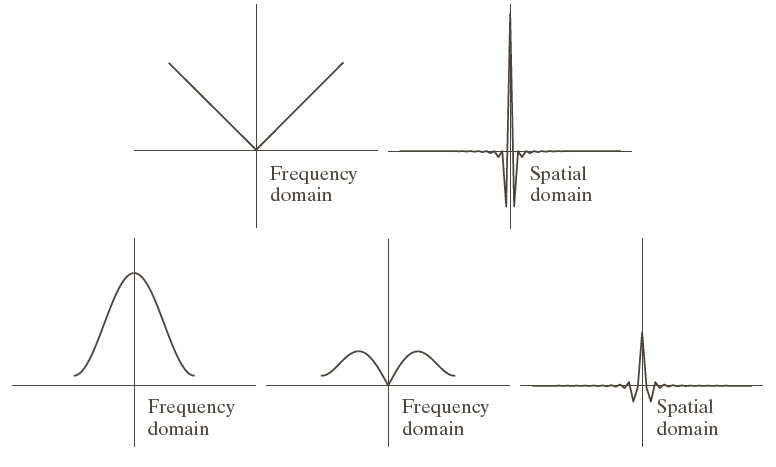 Frequency
domain
Spatial
domain
Frequency
domain
Frequency
domain
Spatial
domain